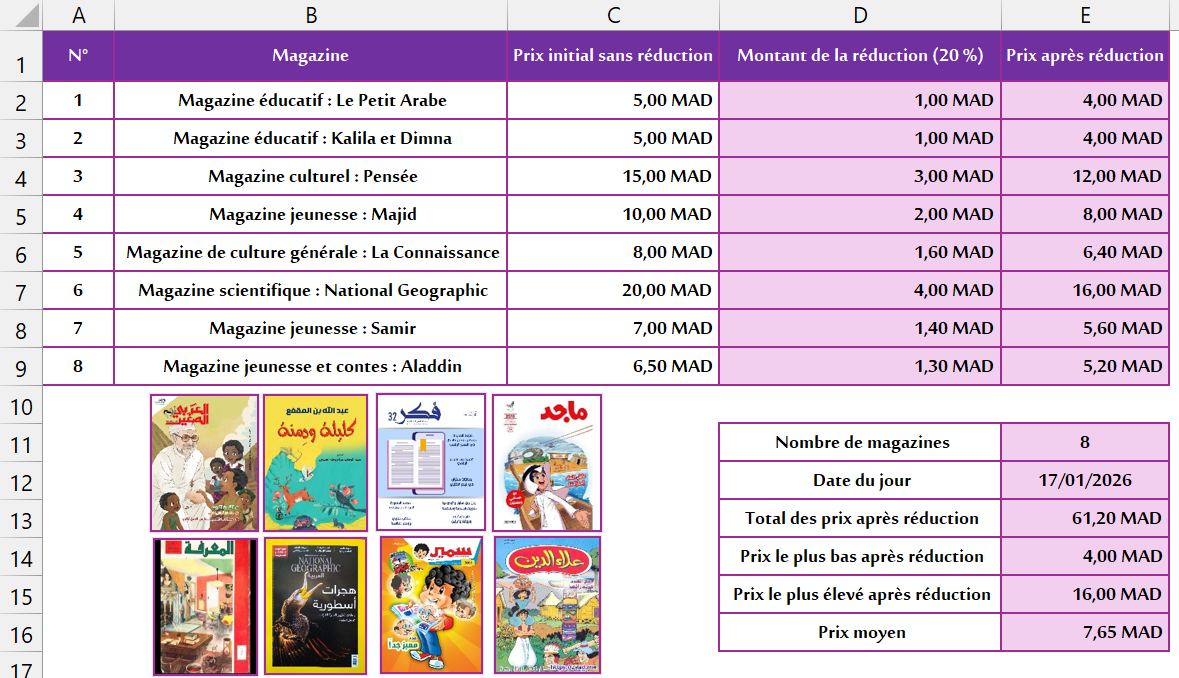 A B C D E
1 N° Magazine Prix initial sans réduction Montant de la réduction (20 %) Prix après réduction
2 1 Magazine éducatif : Le Petit Arabe 5,00 MAD 1,00 MAD 4,00 MAD
3 2 Magazine éducatif : Kalila et Dimna 5,00 MAD 1,00 MAD 4,00 MAD
4 3 Magazine culturel : Pensée 15,00 MAD 3,00 MAD 12,00 MAD
5 4 Magazine jeunesse : Majid 10,00 MAD 2,00 MAD 8,00 MAD
6 5 Magazine de culture générale : La Connaissance 8,00 MAD 1,60 MAD 6,40 MAD
7 6 Magazine scientifique : National Geographic 20,00 MAD 4,00 MAD 16,00 MAD
8 7 Magazine jeunesse : Samir 7,00 MAD 1,40 MAD 5,60 MAD
9 8 Magazine jeunesse et contes : Aladdin 6,50 MAD 1,30 MAD 5,20 MAD
10
11 Nombre de magazines 8
12 Date du jour 17/01/2026
13 Total des prix après réduction 61,20 MAD
14 Prix le plus bas après réduction 4,00 MAD
15 Prix le plus élevé après réduction 16,00 MAD
16 Prix moyen 7,65 MAD
17
العربي
الصغير
عبد الله بن المقفع
كليلة ودمنة
فكر 32
ماجد
المعرفة
NATIONAL
GEOGRAPHIC
العربية
هجرات
أسطورية
سمير
مميز جداً
علاء الدين